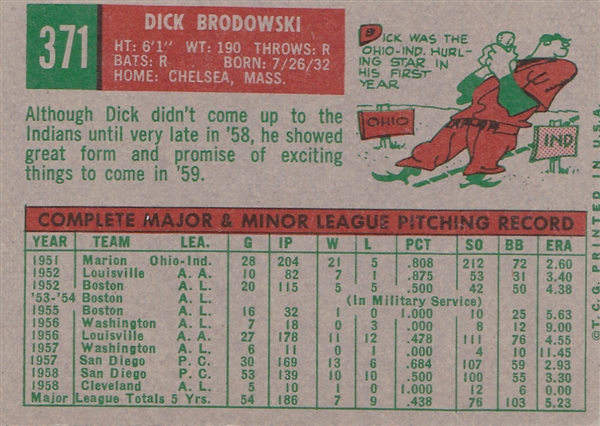 371
DICK BRODOWSKI
HT: 6'1" WT: 190 THROWS: R
BATS: R BORN: 7/26/32
HOME: CHELSEA, MASS.
Although Dick didn't come up to the
Indians until very late in '58, he showed
great form and promise of exciting
things to come in '59.
DICK WAS THE
OHIO-IND. HURL-
ING STAR IN
HIS FIRST
YEAR
B
OHIO
IND
COMPLETE MAJOR & MINOR LEAGUE PITCHING RECORD
YEAR TEAM LEA. G IP W L PCT SO BB ERA
1951 Marion Ohio-Ind. 28 204 21 5 .808 212 72 2.60
1952 Louisville A. A. 10 82 7 1 .875 53 31 3.40
1952 Boston A. L. 20 115 5 5 .500 42 50 4.38
'53-'54 Boston (In Military Service)
1955 Boston A. L. 16 32 1 0 1.000 10 25 5.63
1956 Washington A. L. 7 18 0 3 .000 8 12 9.00
1956 Louisville A. A. 27 178 11 12 .478 111 76 4.55
1957 Washington A. L. 6 11 0 1 .000 4 10 11.45
1957 San Diego P. C. 30 169 13 6 .684 107 59 2.93
1958 San Diego P. C. 53 139 10 10 .500 100 55 3.30
1958 Cleveland A. L. 5 10 1 0 1.000 12 6 0.00
Major League Totals 5 Yrs. 54 186 7 9 .438 76 103 5.23
©T.C.G. PRINTED IN U.S.A.